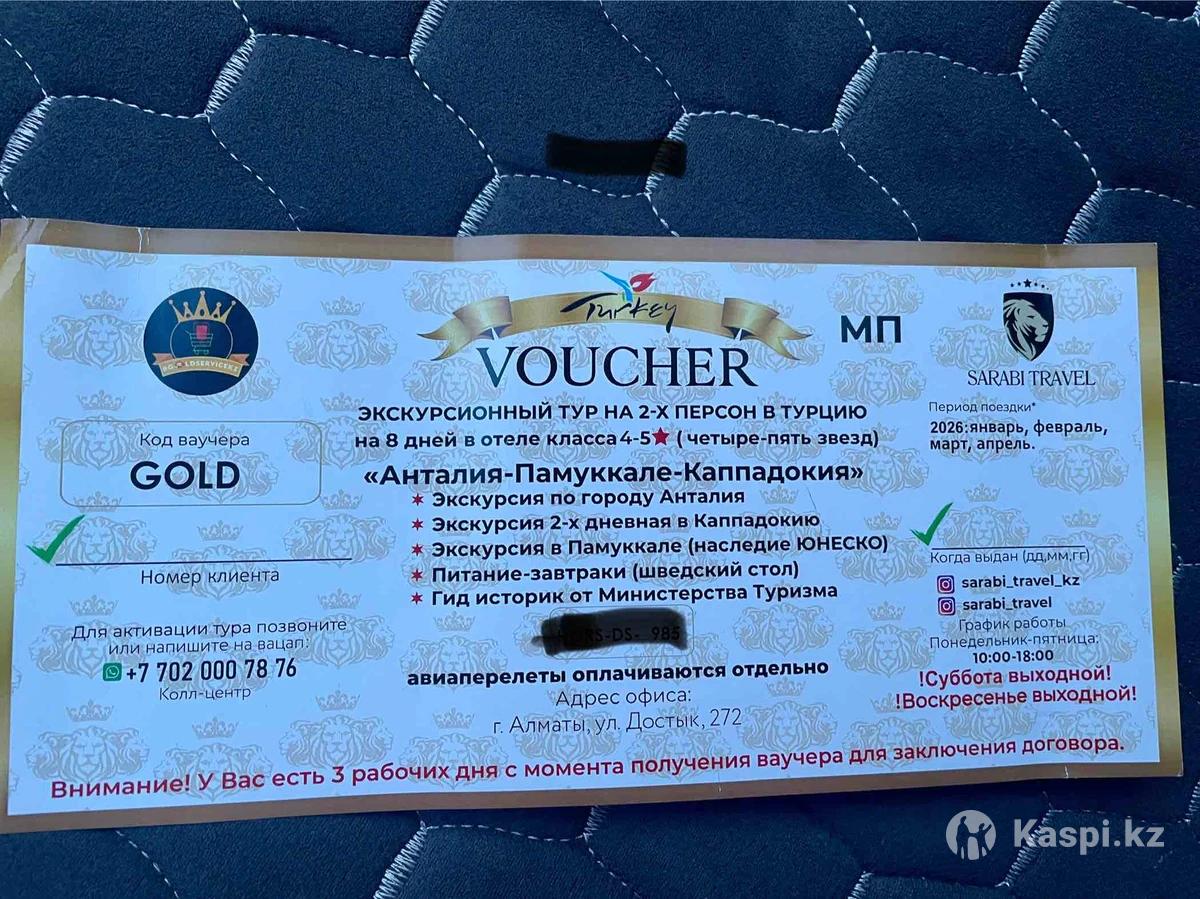 Turkey
VOUCHER
МП
SARABI TRAVEL
ЭКСКУРСИОННЫЙ ТУР НА 2-Х ПЕРСОН В ТУРЦИЮ
на 8 дней в отеле класса 4-5★ (четыре-пять звезд)
«Анталия-Памуккале-Каппадокия»
Экскурсия по городу Анталия
Экскурсия 2-х дневная в Каппадокию
Экскурсия в Памуккале (наследие ЮНЕСКО)
Питание-завтраки (шведский стол)
Гид историк от Министерства Туризма
RS-DS- 985
авиаперелеты оплачиваются отдельно
Адрес офиса:
г. Алматы, ул. Достык, 272
Код ваучера
GOLD
Номер клиента
Для активации тура позвоните
или напишите на вацап:
+7 702 000 78 76
Колл-центр
Период поездки*
2026:январь, февраль,
март, апрель.
Когда выдан (дд,мм,гг)
sarabi_travel_kz
sarabi_travel
График работы
Понедельник-пятница:
10:00-18:00
!Суббота выходной!
!Воскресенье выходной!
Внимание! У Вас есть 3 рабочих дня с момента получения ваучера для заключения договора.
Kaspi.kz